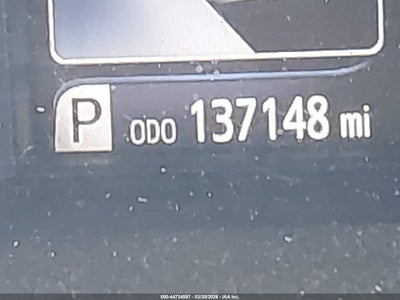 P ODO 137148 mi
000-44734597 - 03/30/2026 - IAA Inc.